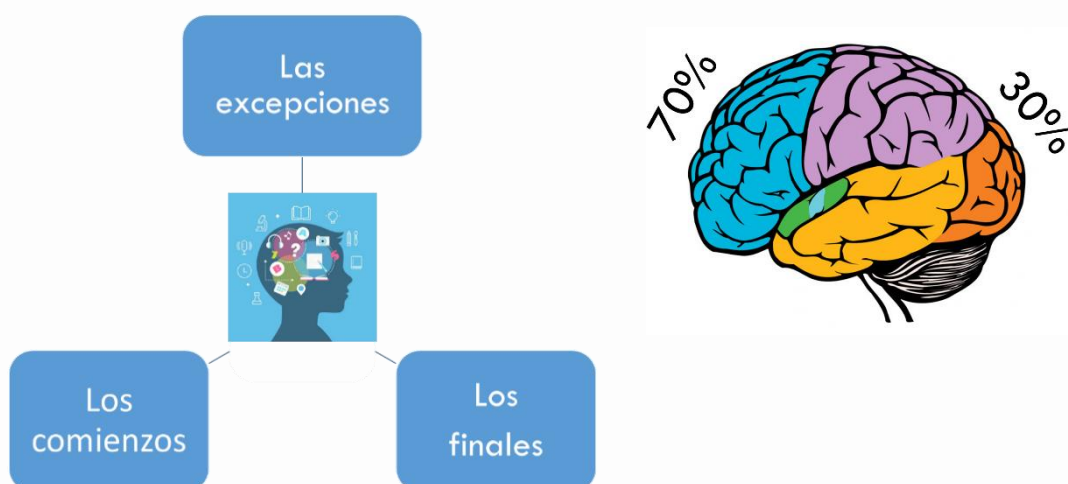 Las
excepciones
70%
30%
?
Los
comienzos
Los
finales